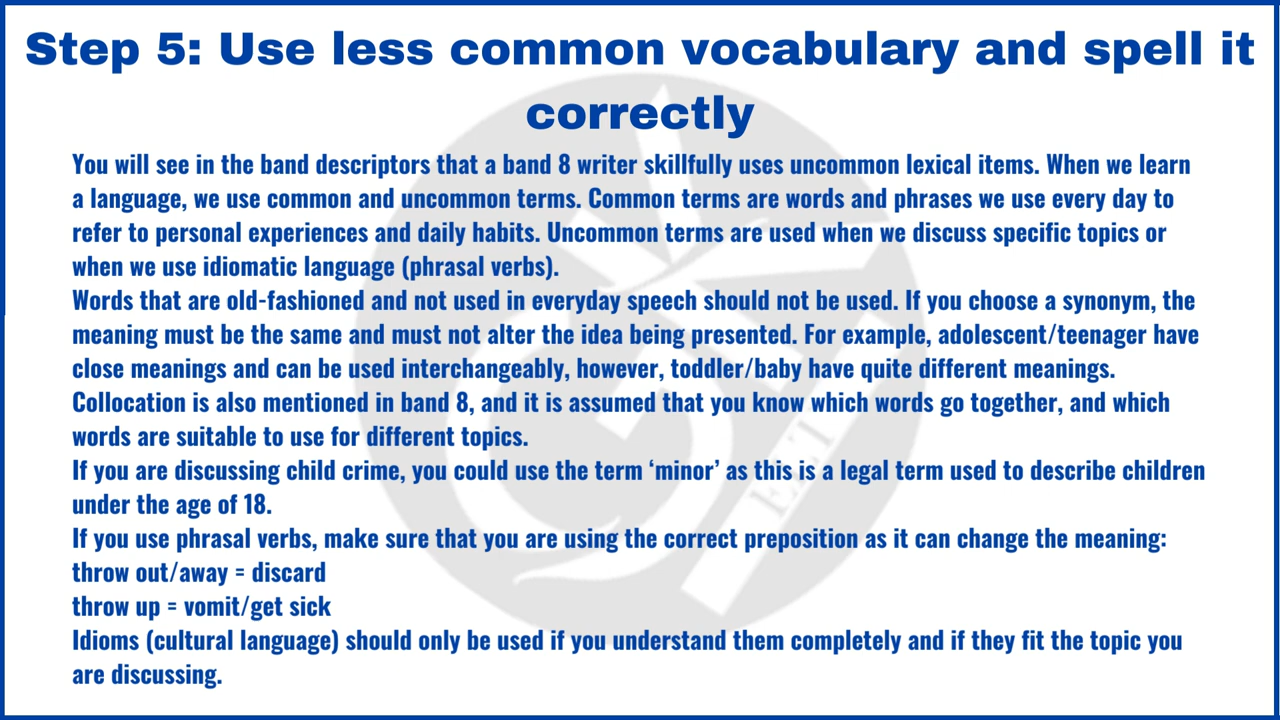 Step 5: Use less common vocabulary and spell it
correctly
You will see in the band descriptors that a band 8 writer skillfully uses uncommon lexical items. When we learn
a language, we use common and uncommon terms. Common terms are words and phrases we use every day to
refer to personal experiences and daily habits. Uncommon terms are used when we discuss specific topics or
when we use idiomatic language (phrasal verbs).
Words that are old-fashioned and not used in everyday speech should not be used. If you choose a synonym, the
meaning must be the same and must not alter the idea being presented. For example, adolescent/teenager have
close meanings and can be used interchangeably, however, toddler/baby have quite different meanings.
Collocation is also mentioned in band 8, and it is assumed that you know which words go together, and which
words are suitable to use for different topics.
If you are discussing child crime, you could use the term ‘minor’ as this is a legal term used to describe children
under the age of 18.
If you use phrasal verbs, make sure that you are using the correct preposition as it can change the meaning:
throw out/away = discard
throw up = vomit/get sick
Idioms (cultural language) should only be used if you understand them completely and if they fit the topic you
are discussing.
ELT